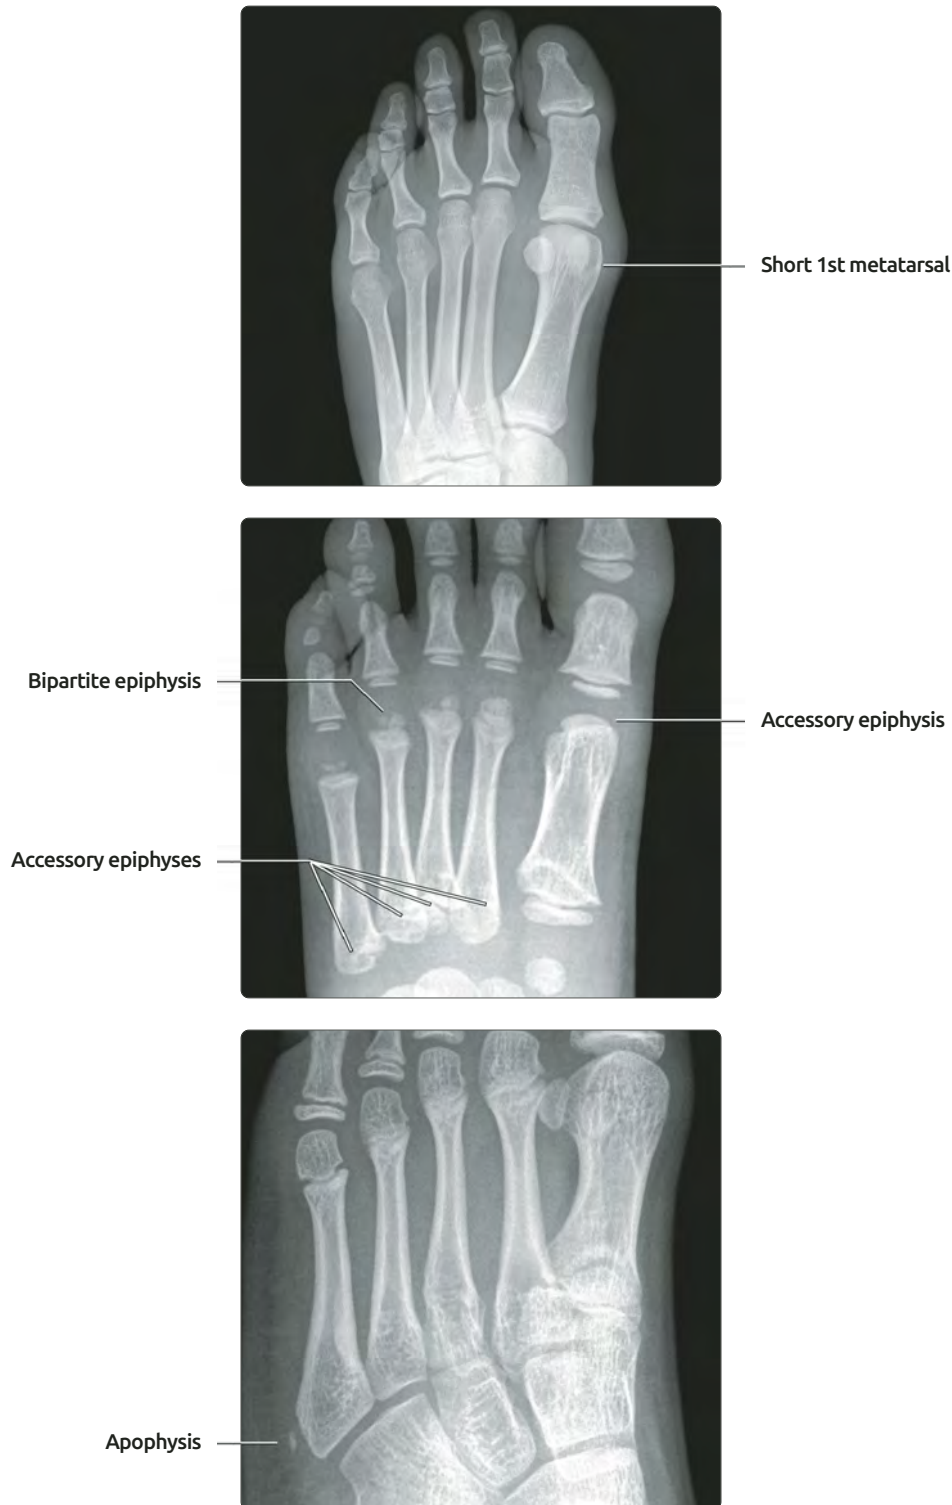 Short 1st metatarsal
Bipartite epiphysis
Accessory epiphysis
Accessory epiphyses
Apophysis